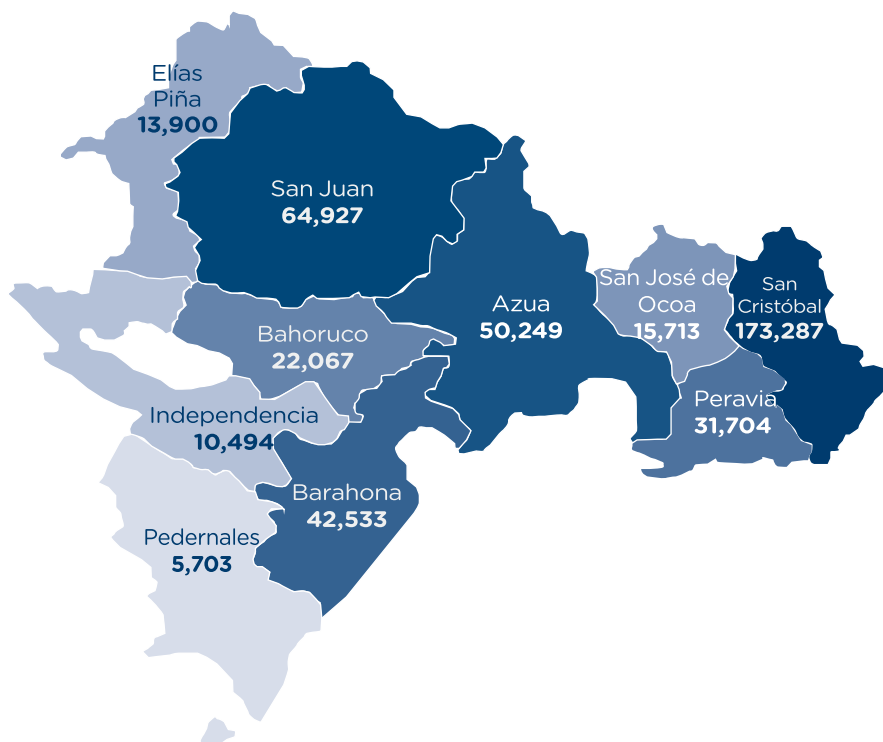 Elías
Piña
13,900
San Juan
64,927
Azua
50,249
San José de
Ocoa
15,713
San
Cristóbal
173,287
Bahoruco
22,067
Peravia
31,704
Independencia
10,494
Barahona
42,533
Pedernales
5,703